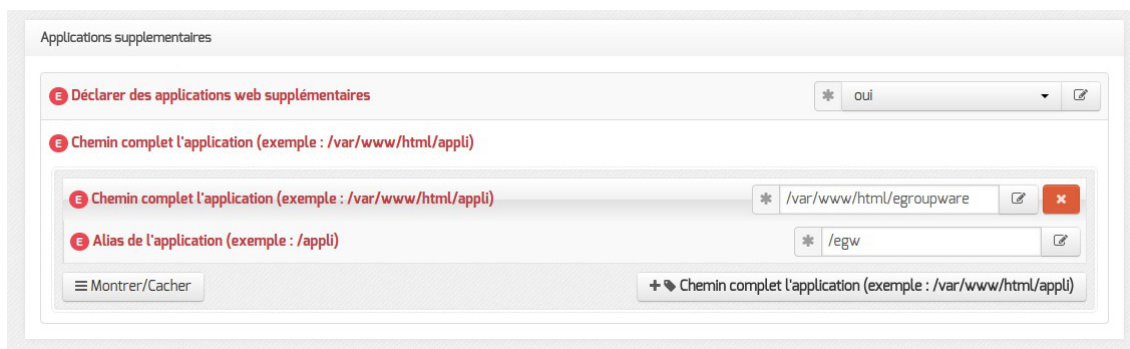 Applications supplementaires
E Déclarer des applications web supplémentaires
oui
E Chemin complet l'application (exemple : /var/www/html/appli)
E Chemin complet l'application (exemple : /var/www/html/appli)
/var/www/html/egroupware
E Alias de l'application (exemple : /appli)
/egw
Montrer/Cacher
Chemin complet l'application (exemple : /var/www/html/appli)